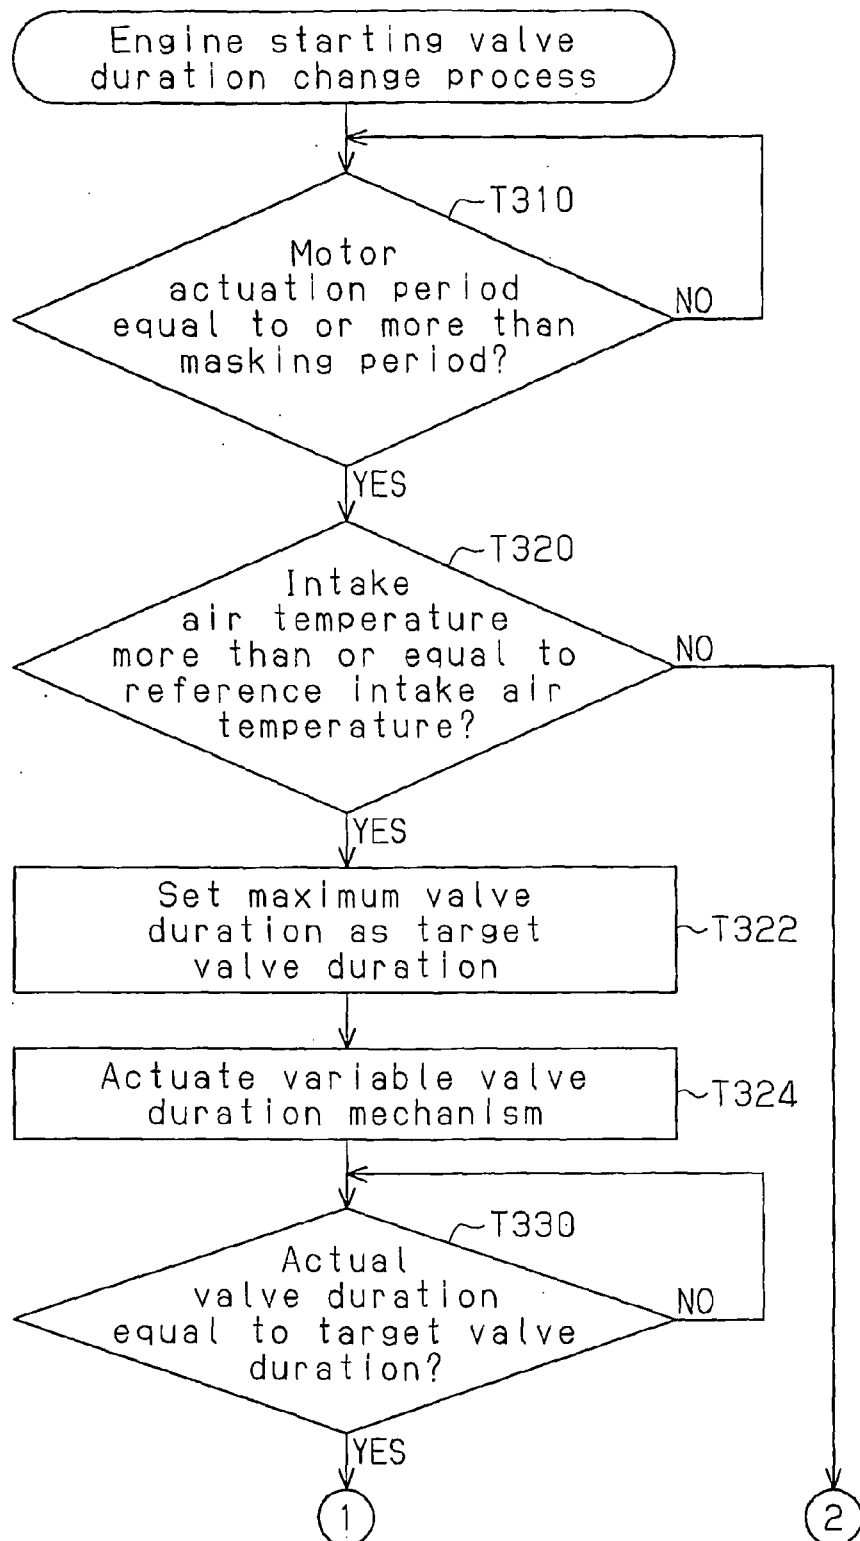 Engine starting valve
duration change process
T310
Motor
actuation period
equal to or more than
masking period?
NO
YES
T320
Intake
air temperature
more than or equal to
reference intake air
temperature?
NO
YES
Set maximum valve
duration as target
valve duration
T322
Actuate variable valve
duration mechanism
T324
T330
Actual
valve duration
equal to target valve
duration?
NO
YES
1
2